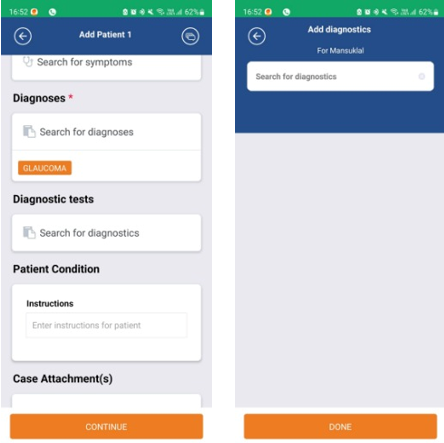 16:52
62%
Add Patient 1
Search for symptoms
Diagnoses *
Search for diagnoses
GLAUCOMA
Diagnostic tests
Search for diagnostics
Patient Condition
Instructions
Enter instructions for patient
Case Attachment(s)
CONTINUE
16:52
62%
Add diagnostics
For Mansuklal
Search for diagnostics
DONE